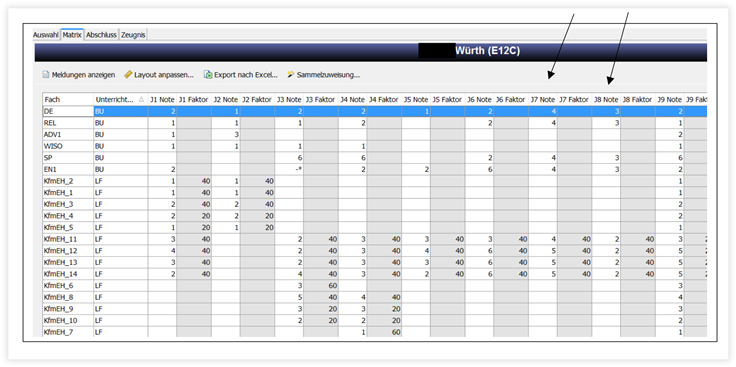 Auswahl Matrix Abschluss Zeugnis
Würth (E12C)
Meldungen anzeigen Layout anpassen... Export nach Excel... Sammelzuweisung...
Fach Unterricht... J1 Note J1 Faktor J2 Note J2 Faktor J3 Note J3 Faktor J4 Note J4 Faktor J5 Note J5 Faktor J6 Note J6 Faktor J7 Note J7 Faktor J8 Note J8 Faktor J9 Note J9 Fakt
DE BU 2 1 2 2 1 2 4 3 2
REL BU 1 1 1 2 2 4 3 1
ADV1 BU 1 3 2
WISO BU 1 1 1 1 1
SP BU 6 6 2 4 3 6
EN1 BU 2 -* 2 2 6 4 3 2
KfmEH_2 LF 1 40 1 40 1
KfmEH_1 LF 1 40 1 40 1
KfmEH_3 LF 2 40 2 40 2
KfmEH_4 LF 2 20 2 20 2
KfmEH_5 LF 1 20 1 20 1
KfmEH_11 LF 3 40 2 40 3 40 3 40 3 40 4 40 2 40 3 2
KfmEH_12 LF 4 40 2 40 3 40 4 40 6 40 5 40 2 40 5 2
KfmEH_13 LF 3 40 2 40 2 40 3 40 6 40 5 40 2 40 5 2
KfmEH_14 LF 2 40 4 40 3 40 2 40 6 40 5 40 2 40 5 2
KfmEH_6 LF 3 60 3
KfmEH_8 LF 5 40 4 40 4
KfmEH_9 LF 3 20 3 20 3
KfmEH_10 LF 2 20 2 20 2
KfmEH_7 LF 1 60 1